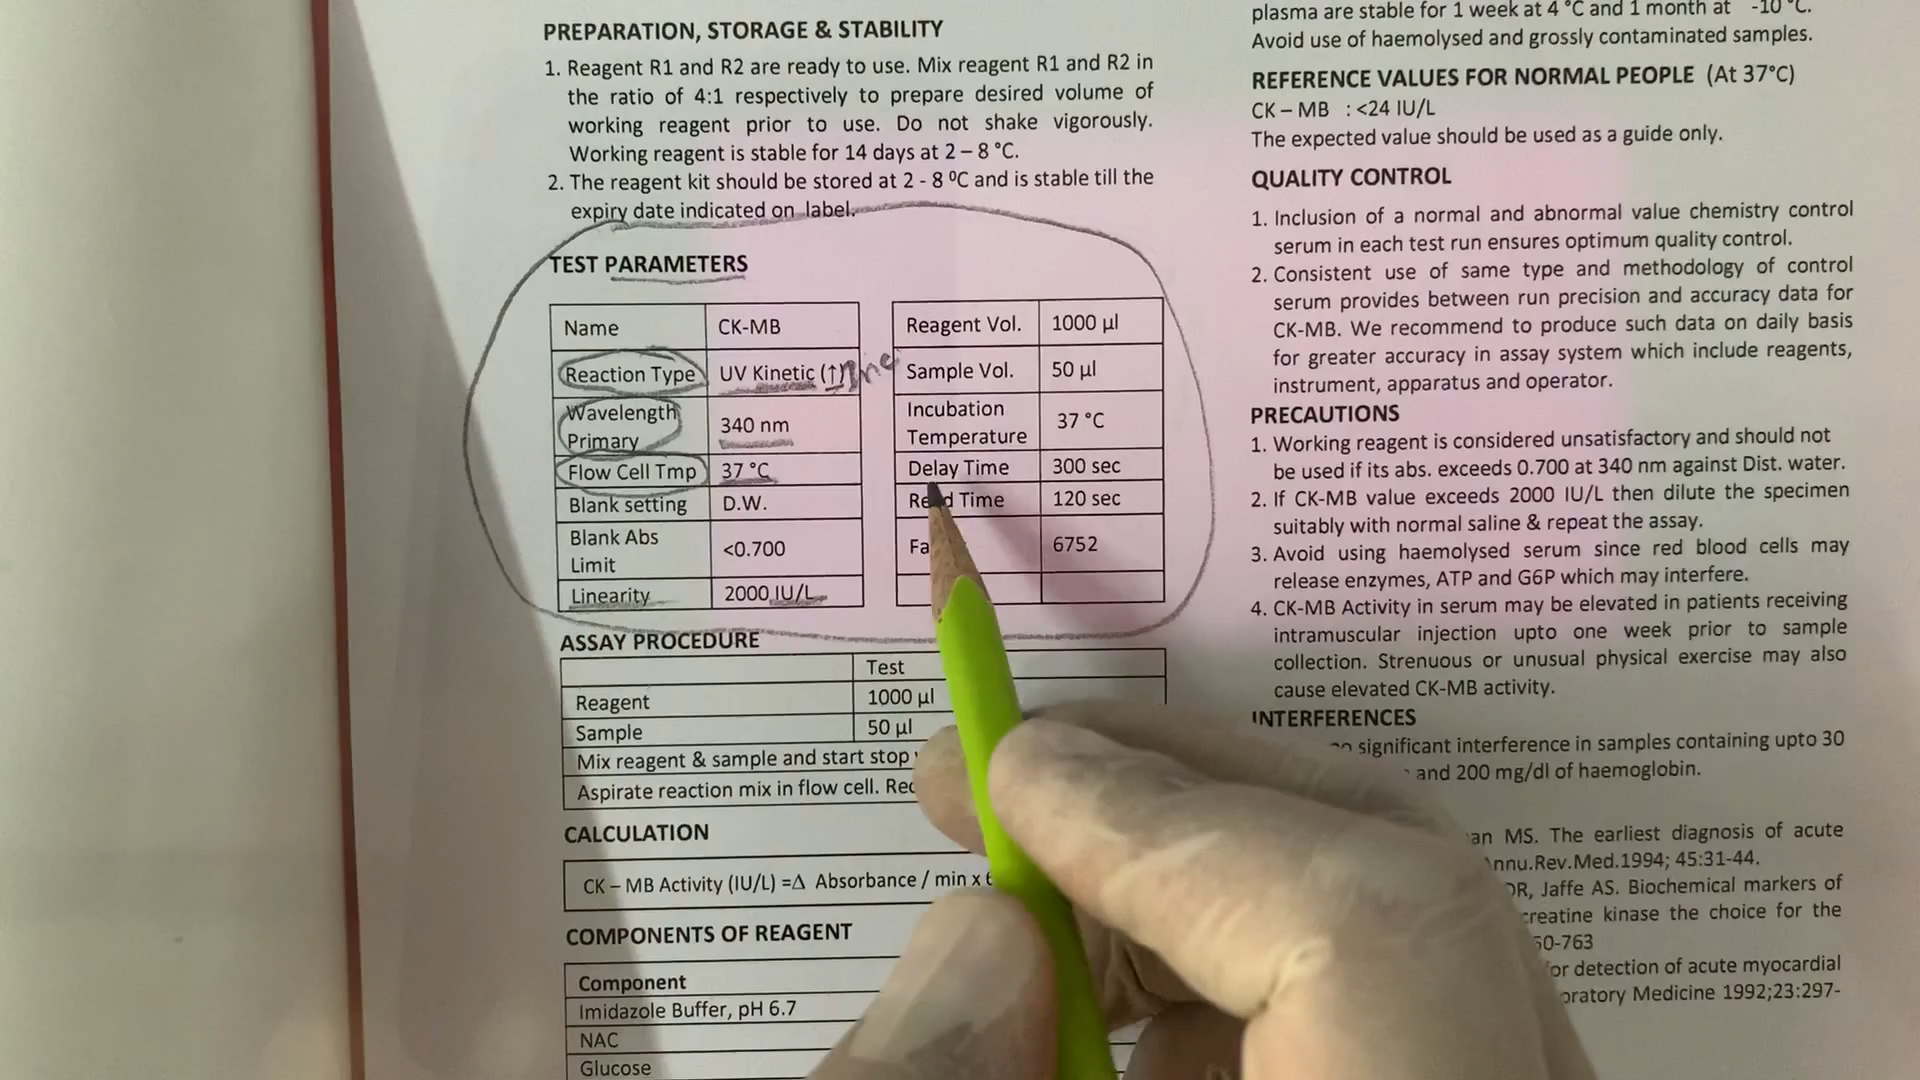 PREPARATION, STORAGE & STABILITY
1. Reagent R1 and R2 are ready to use. Mix reagent R1 and R2 in
the ratio of 4:1 respectively to prepare desired volume of
working reagent prior to use. Do not shake vigorously.
Working reagent is stable for 14 days at 2 – 8 °C.
2. The reagent kit should be stored at 2 - 8 ⁰C and is stable till the
expiry date indicated on label.
TEST PARAMETERS
Name CK-MB
Reaction Type UV Kinetic (↑) Inc
Wavelength
Primary 340 nm
Flow Cell Tmp 37 °C
Blank setting D.W.
Blank Abs
Limit <0.700
Linearity 2000 IU/L
Reagent Vol. 1000 µl
Sample Vol. 50 µl
Incubation
Temperature 37 °C
Delay Time 300 sec
Read Time 120 sec
6752
ASSAY PROCEDURE
Test
Reagent 1000 µl
Sample 50 µl
Mix reagent & sample and start stop
Aspirate reaction mix in flow cell.
CALCULATION
CK – MB Activity (IU/L) =Δ Absorbance / min x
COMPONENTS OF REAGENT
Component
Imidazole Buffer, pH 6.7
NAC
Glucose
plasma are stable for 1 week at 4 °C and 1 month at -10 °C.
Avoid use of haemolysed and grossly contaminated samples.
REFERENCE VALUES FOR NORMAL PEOPLE (At 37°C)
CK – MB : <24 IU/L
The expected value should be used as a guide only.
QUALITY CONTROL
1. Inclusion of a normal and abnormal value chemistry control
serum in each test run ensures optimum quality control.
2. Consistent use of same type and methodology of control
serum provides between run precision and accuracy data for
CK-MB. We recommend to produce such data on daily basis
for greater accuracy in assay system which include reagents,
instrument, apparatus and operator.
PRECAUTIONS
1. Working reagent is considered unsatisfactory and should not
be used if its abs. exceeds 0.700 at 340 nm against Dist. water.
2. If CK-MB value exceeds 2000 IU/L then dilute the specimen
suitably with normal saline & repeat the assay.
3. Avoid using haemolysed serum since red blood cells may
release enzymes, ATP and G6P which may interfere.
4. CK-MB Activity in serum may be elevated in patients receiving
intramuscular injection upto one week prior to sample
collection. Strenuous or unusual physical exercise may also
cause elevated CK-MB activity.
INTERFERENCES
significant interference in samples containing upto 30
and 200 mg/dl of haemoglobin.
MS. The earliest diagnosis of acute
Annu.Rev.Med.1994; 45:31-44.
DR, Jaffe AS. Biochemical markers of
creatine kinase the choice for the
60-763
for detection of acute myocardial
Medicine 1992;23:297-